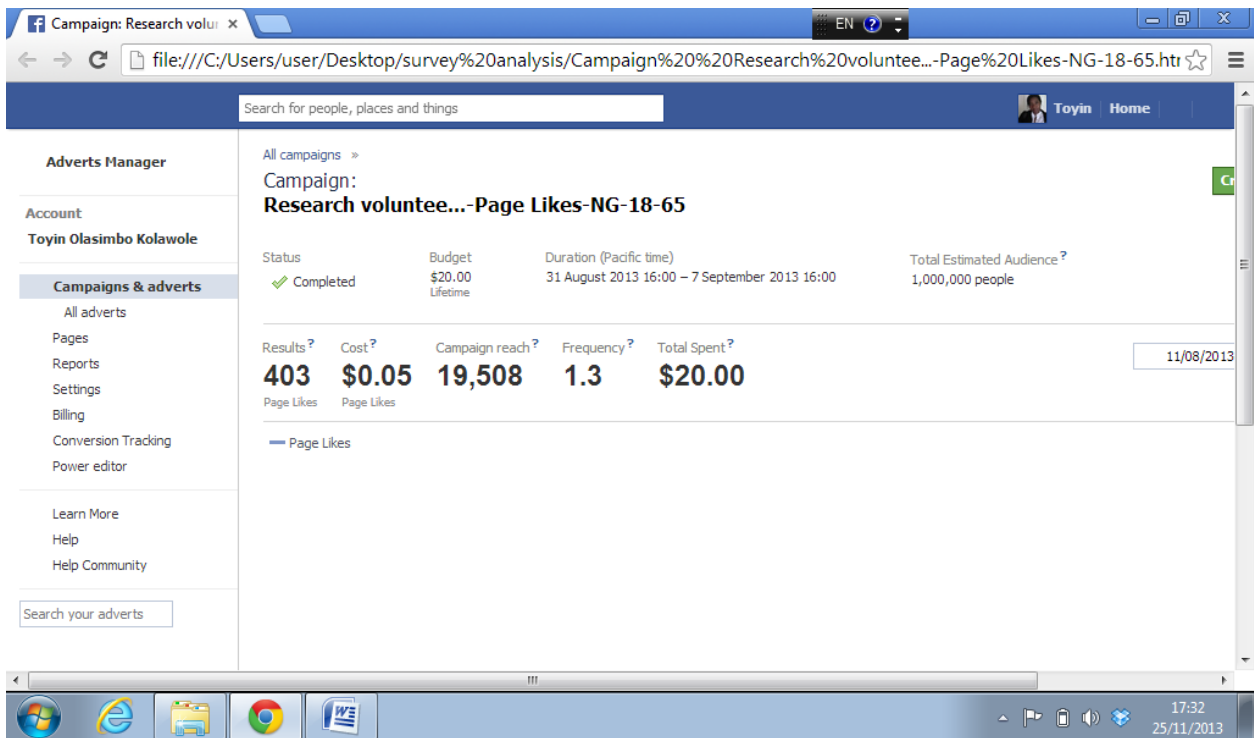 Campaign: Research volur ×
EN ?
file:///C:/Users/user/Desktop/survey%20analysis/Campaign%20%20Research%20voluntee...-Page%20Likes-NG-18-65.htr
Search for people, places and things
Toyin Home
Adverts Manager
Account
Toyin Olasimbo Kolawole
Campaigns & adverts
All adverts
Pages
Reports
Settings
Billing
Conversion Tracking
Power editor
Learn More
Help
Help Community
Search your adverts
All campaigns »
Campaign:
Research voluntee...-Page Likes-NG-18-65
Cr
Status Budget Duration (Pacific time) Total Estimated Audience?
Completed $20.00 31 August 2013 16:00 – 7 September 2013 16:00 1,000,000 people
Lifetime
Results? Cost? Campaign reach? Frequency? Total Spent?
403 $0.05 19,508 1.3 $20.00
Page Likes Page Likes
11/08/2013
Page Likes
17:32
25/11/2013